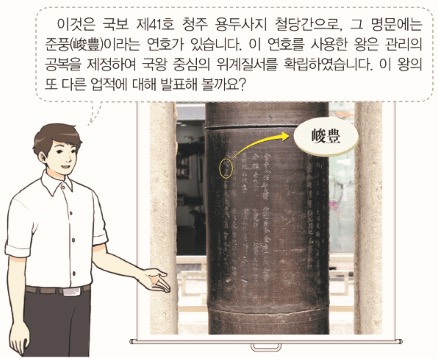 이것은 국보 제41호 청주 용두사지 철당간으로, 그 명문에는
준풍(峻豊)이라는 연호가 있습니다. 이 연호를 사용한 왕은 관리의
공복을 제정하여 국왕 중심의 위계질서를 확립하였습니다. 이 왕의
또 다른 업적에 대해 발표해 볼까요?
峻豊